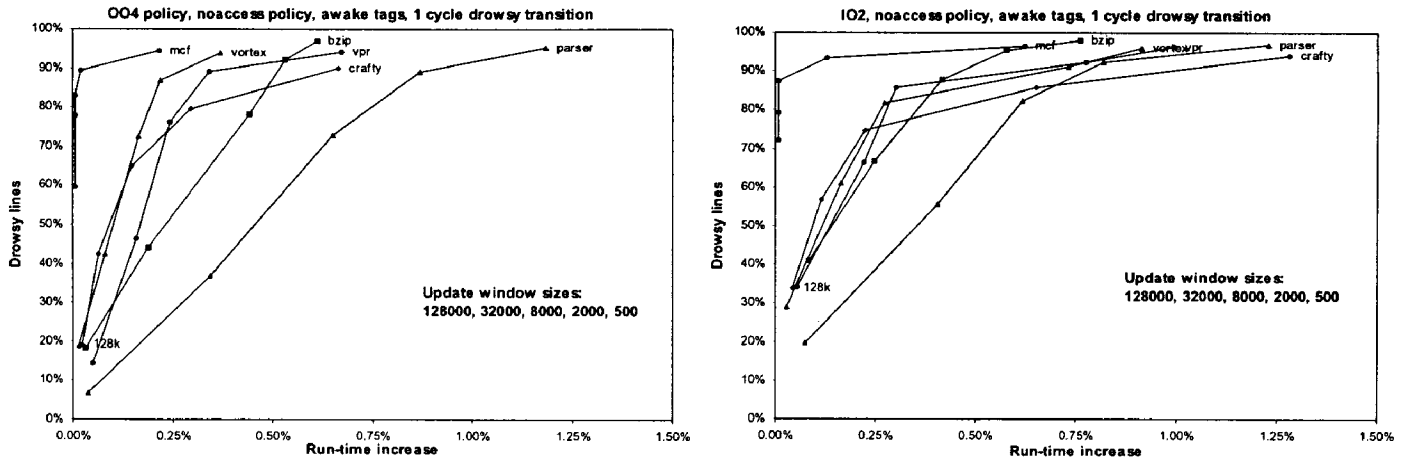 OO4 policy, noaccess policy, awake tags, 1 cycle drowsy transition
100%
90%
80%
70%
60%
50%
40%
30%
20%
10%
0%
Drowsy lines
mcf
vortex
bzip
vpr
crafty
parser
128k
Update window sizes:
128000, 32000, 8000, 2000, 500
0.00%
0.25%
0.50%
0.75%
1.00%
1.25%
1.50%
Run-time increase
IO2, noaccess policy, awake tags, 1 cycle drowsy transition
100%
90%
80%
70%
60%
50%
40%
30%
20%
10%
0%
Drowsy lines
mcf
bzip
vortex
vpr
parser
crafty
128k
Update window sizes:
128000, 32000, 8000, 2000, 500
0.00%
0.25%
0.50%
0.75%
1.00%
1.25%
1.50%
Run-time increase